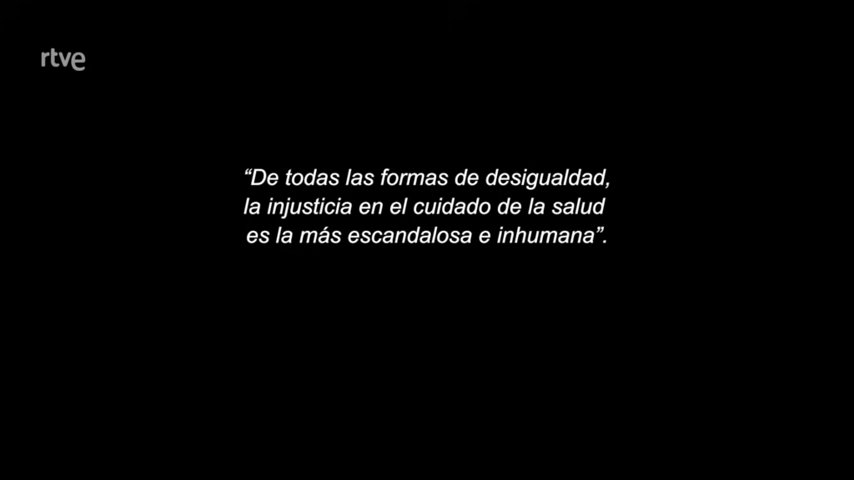 rtve
“De todas las formas de desigualdad,
la injusticia en el cuidado de la salud
es la más escandalosa e inhumana”.